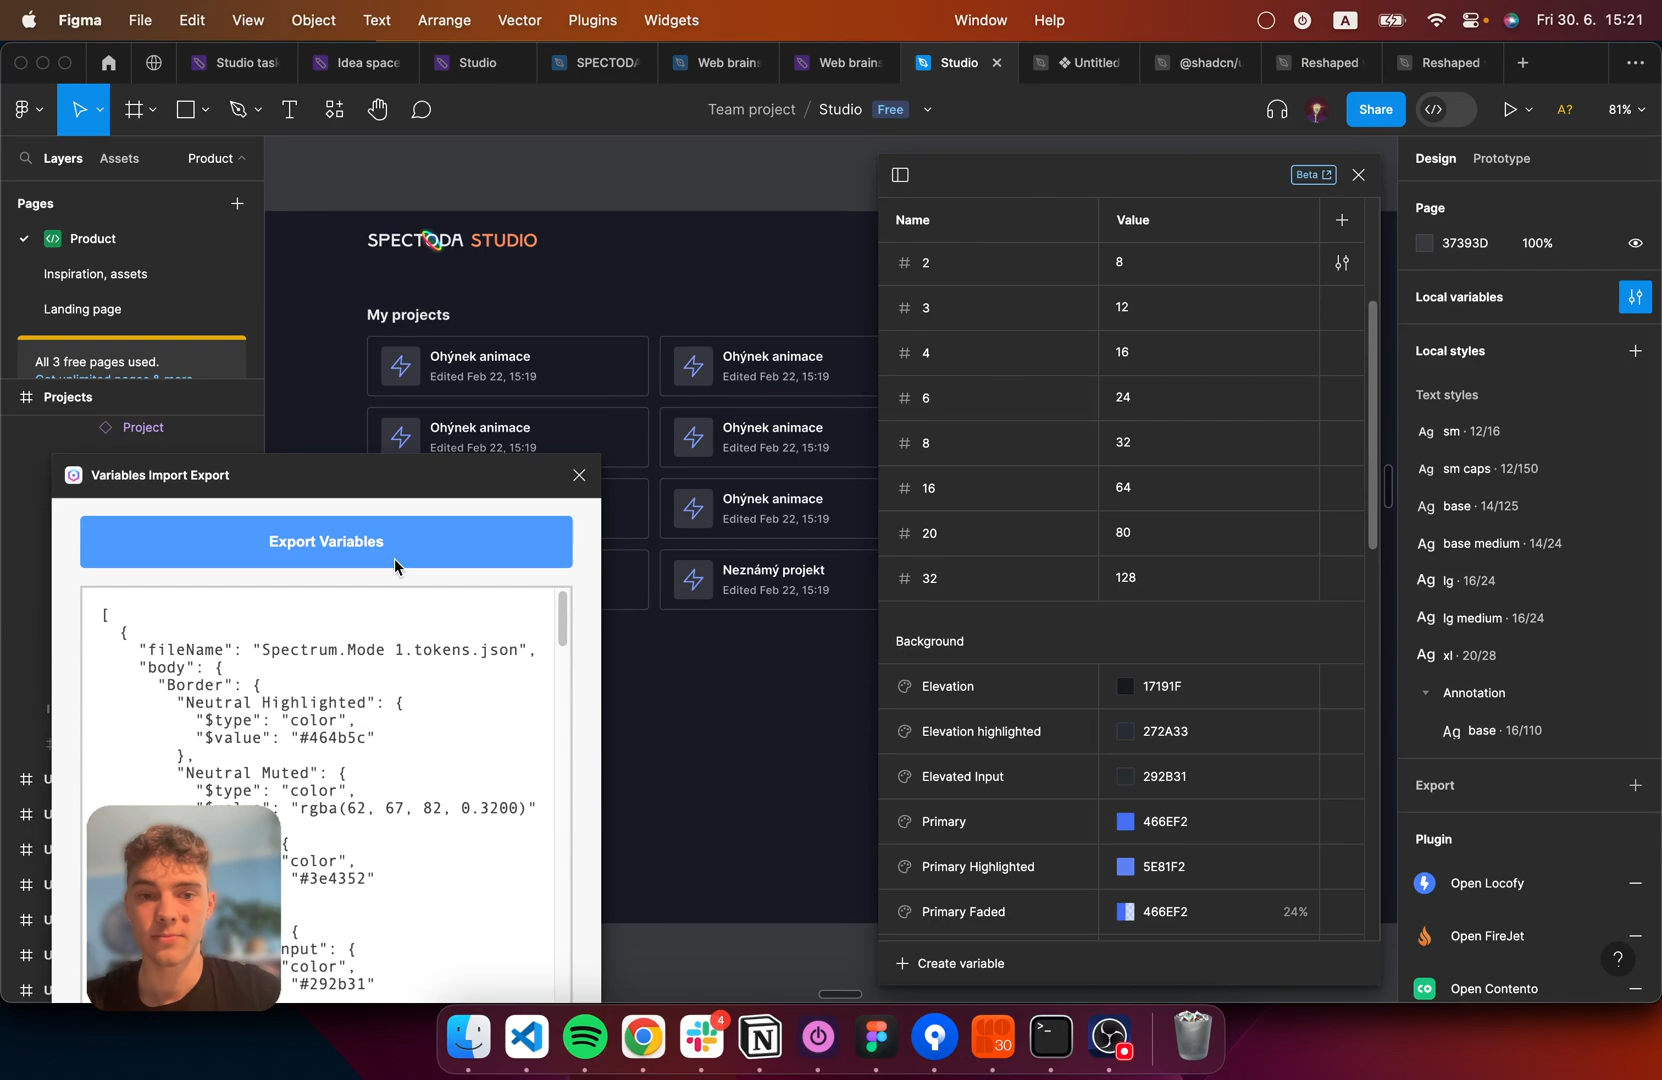 Figma File Edit View Object Text Arrange Vector Plugins Widgets Window Help A Fri 30. 6. 15:21
Studio tas Idea space Studio SPECTODA Web brain Web brain Studio Untitled @shadcn/u Reshaped Reshaped
Team project / Studio Free Share A? 81%
Layers Assets Product
Pages
Product
Inspiration, assets
Landing page
All 3 free pages used.
Projects
Project
SPECTODA STUDIO
My projects
Ohýnek animace
Edited Feb 22, 15:19
Ohýnek animace
Edited Feb 22, 15:19
Ohýnek animace
Edited Feb 22, 15:19
Ohýnek animace
Edited Feb 22, 15:19
Ohýnek animace
Edited Feb 22, 15:19
Neznámý projekt
Edited Feb 22, 15:19
Variables Import Export
Export Variables
[
{
"fileName": "Spectrum.Mode 1.tokens.json",
"body": {
"Border": {
"Neutral Highlighted": {
"$type": "color",
"$value": "#464b5c"
},
"Neutral Muted": {
"$type": "color",
"rgba(62, 67, 82, 0.3200)"
{
"color",
"#3e4352"
{
nput": {
"color",
"#292b31"
Beta
Name Value
# 2 8
# 3 12
# 4 16
# 6 24
# 8 32
# 16 64
# 20 80
# 32 128
Background
Elevation 17191F
Elevation highlighted 272A33
Elevated Input 292B31
Primary 466EF2
Primary Highlighted 5E81F2
Primary Faded 466EF2 24%
Create variable
Design Prototype
Page
37393D 100%
Local variables
Local styles
Text styles
Ag sm · 12/16
Ag sm caps · 12/150
Ag base · 14/125
Ag base medium · 14/24
Ag lg · 16/24
Ag lg medium · 16/24
Ag xl · 20/28
Annotation
Ag base · 16/110
Export
Plugin
Open Locofy
Open FireJet
CO Open Contento
?
4
30